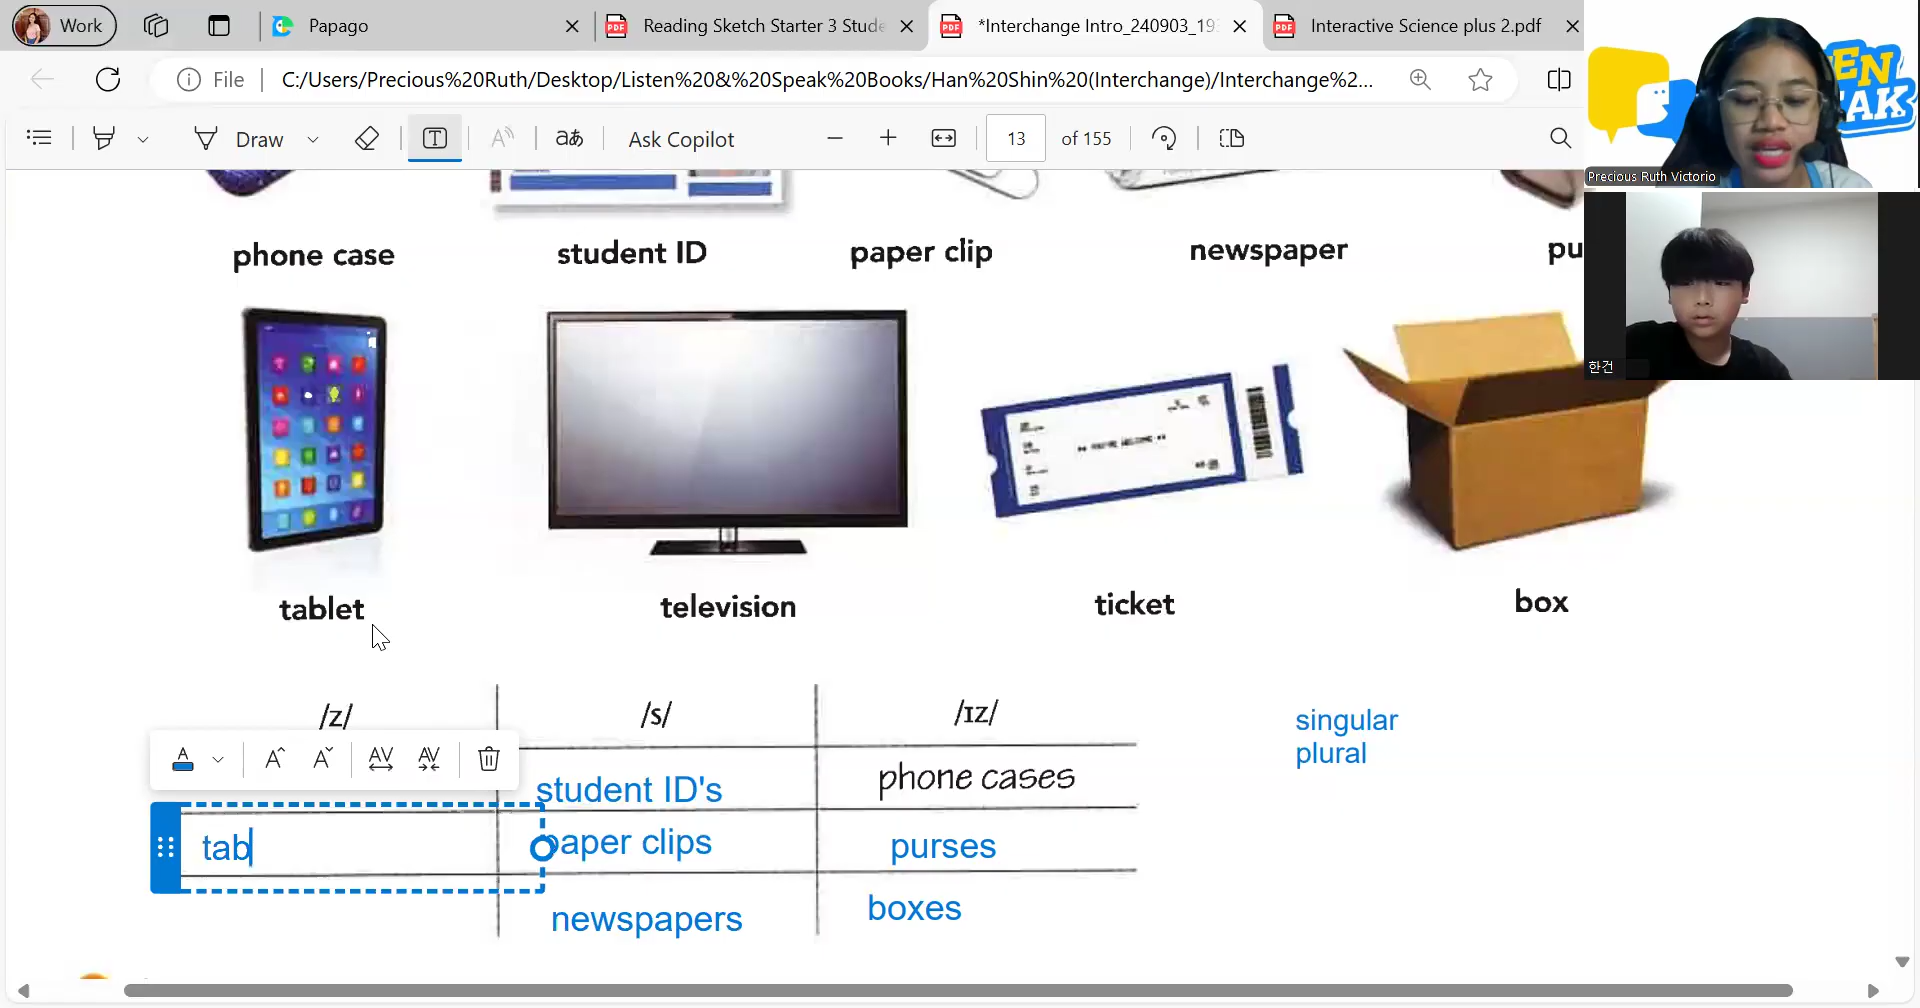 Work
Papago
Reading Sketch Starter 3 Stude
*Interchange Intro_240903_19
Interactive Science plus 2.pdf
File
C:/Users/Precious%20Ruth/Desktop/Listen%20&%20Speak%20Books/Han%20Shin%20(Interchange)/Interchange%2...
Draw
Ask Copilot
13 of 155
EN
EAK
Precious Ruth Victorio
한건
phone case
student ID
paper clip
newspaper
pu
tablet
television
ticket
box
/z/
/s/
/ɪz/
singular
plural
student ID's
phone cases
tab
paper clips
purses
newspapers
boxes